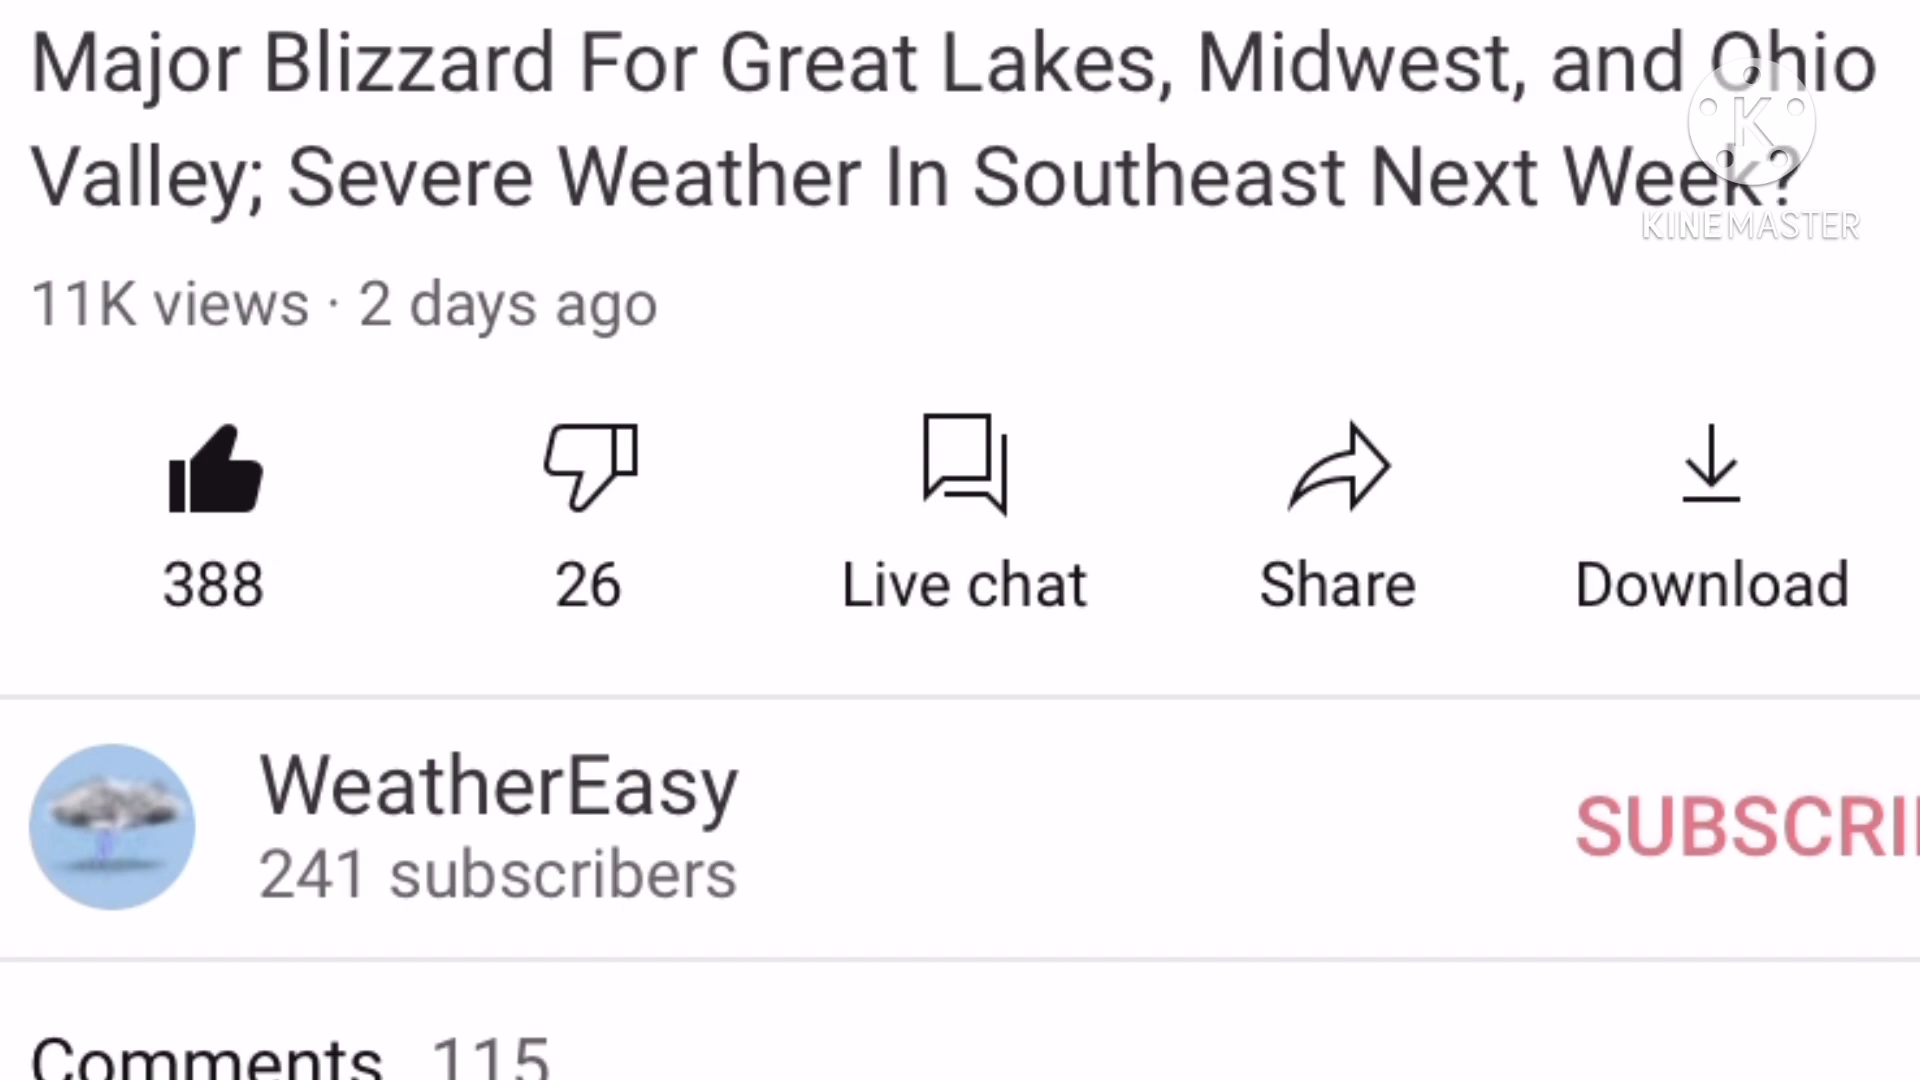 Major Blizzard For Great Lakes, Midwest, and Ohio
Valley; Severe Weather In Southeast Next Week?
K
KINEMASTER
11K views · 2 days ago
388
26
Live chat
Share
Download
WeatherEasy
241 subscribers
SUBSCRI
Comments 115